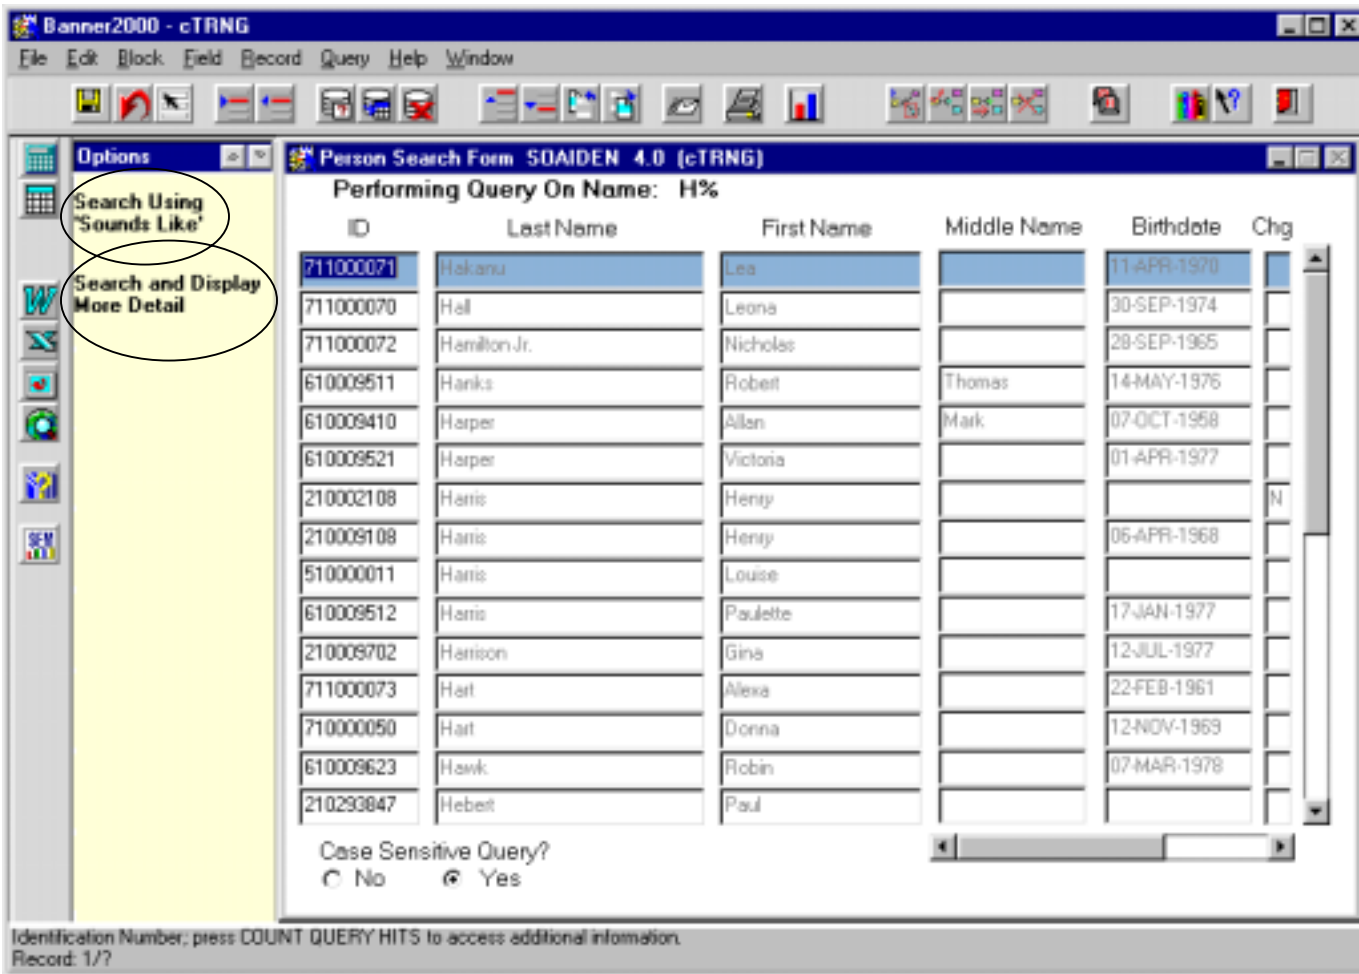 Banner2000 - cTRNG
File Edit Block Field Record Query Help Window
Options
Search Using
'Sounds Like'
Search and Display
More Detail
Person Search Form SOAIDEN 4.0 (cTRNG)
Performing Query On Name: H%
ID Last Name First Name Middle Name Birthdate Chg
711000071 Hakanu Lea 11-APR-1970
711000070 Hall Leona 30-SEP-1974
711000072 Hamilton Jr. Nicholas 28-SEP-1965
610009511 Hanks Robert Thomas 14-MAY-1976
610009410 Harper Allan Mark 07-OCT-1958
610009521 Harper Victoria 01-APR-1977
210002108 Harris Henry N
210009108 Harris Henry 06-APR-1968
510000011 Harris Louise
610009512 Harris Paulette 17-JAN-1977
210009702 Harrison Gina 12-JUL-1977
711000073 Hart Alexa 22-FEB-1961
710000050 Hart Donna 12-NOV-1969
610009623 Hawk Robin 07-MAR-1978
210293847 Hebert Paul
Case Sensitive Query?
No Yes
SEM
Identification Number; press COUNT QUERY HITS to access additional information.
Record: 1/?